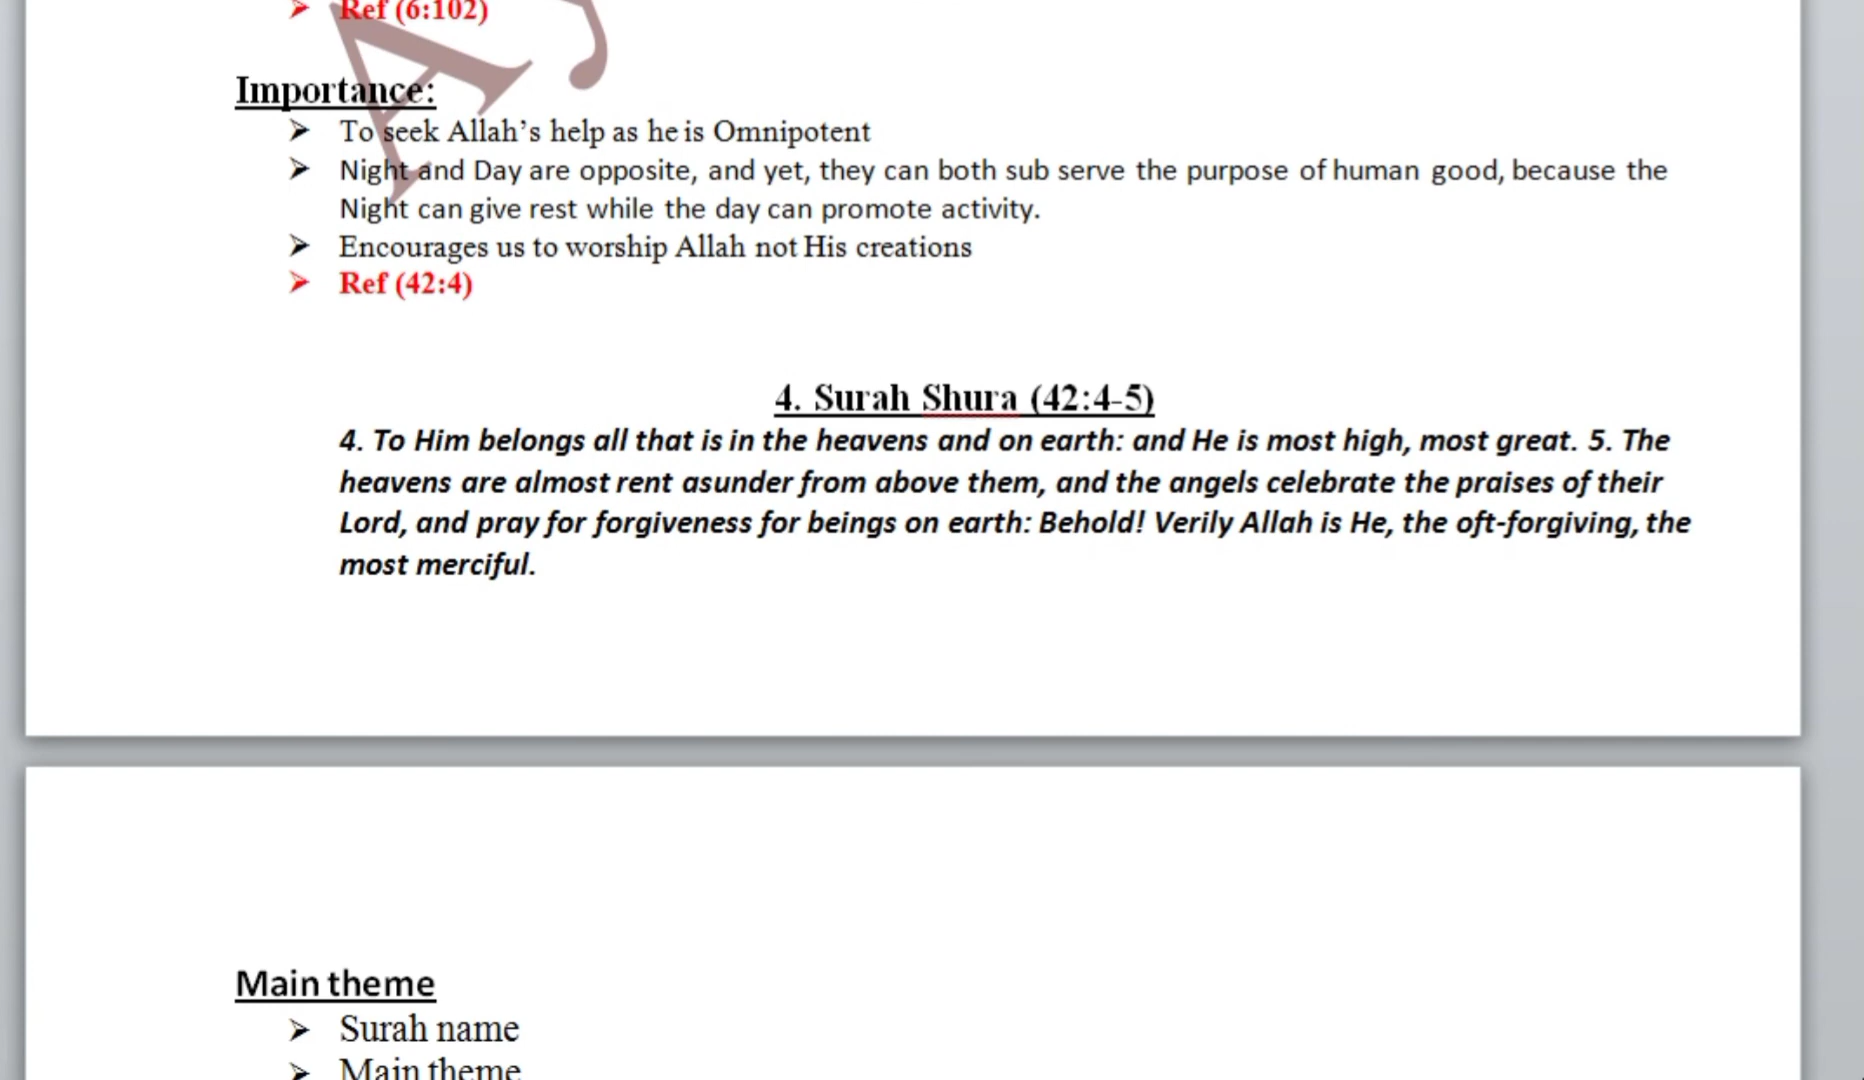 Ref (6:102)
Importance:
➢ To seek Allah’s help as he is Omnipotent
➢ Night and Day are opposite, and yet, they can both sub serve the purpose of human good, because the
Night can give rest while the day can promote activity.
➢ Encourages us to worship Allah not His creations
➢ Ref (42:4)
4. Surah Shura (42:4-5)
4. To Him belongs all that is in the heavens and on earth: and He is most high, most great. 5. The
heavens are almost rent asunder from above them, and the angels celebrate the praises of their
Lord, and pray for forgiveness for beings on earth: Behold! Verily Allah is He, the oft-forgiving, the
most merciful.
Main theme
➢ Surah name
➢ Main theme